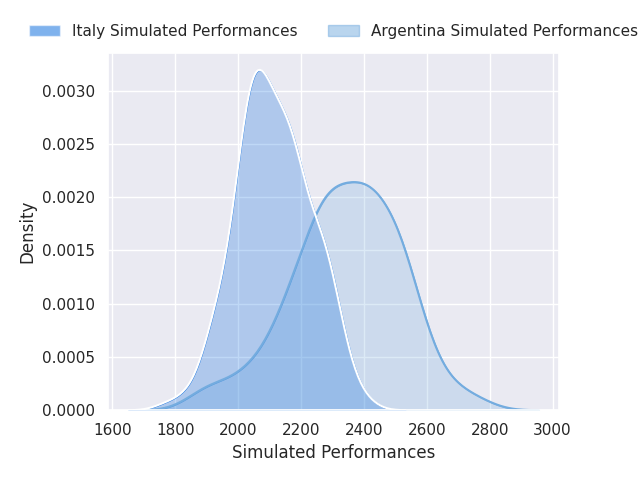 Italy Simulated Performances Argentina Simulated Performances
0.0030
0.0025
0.0020
0.0015
0.0010
0.0005
0.0000
Density
1600 1800 2000 2200 2400 2600 2800 3000
Simulated Performances